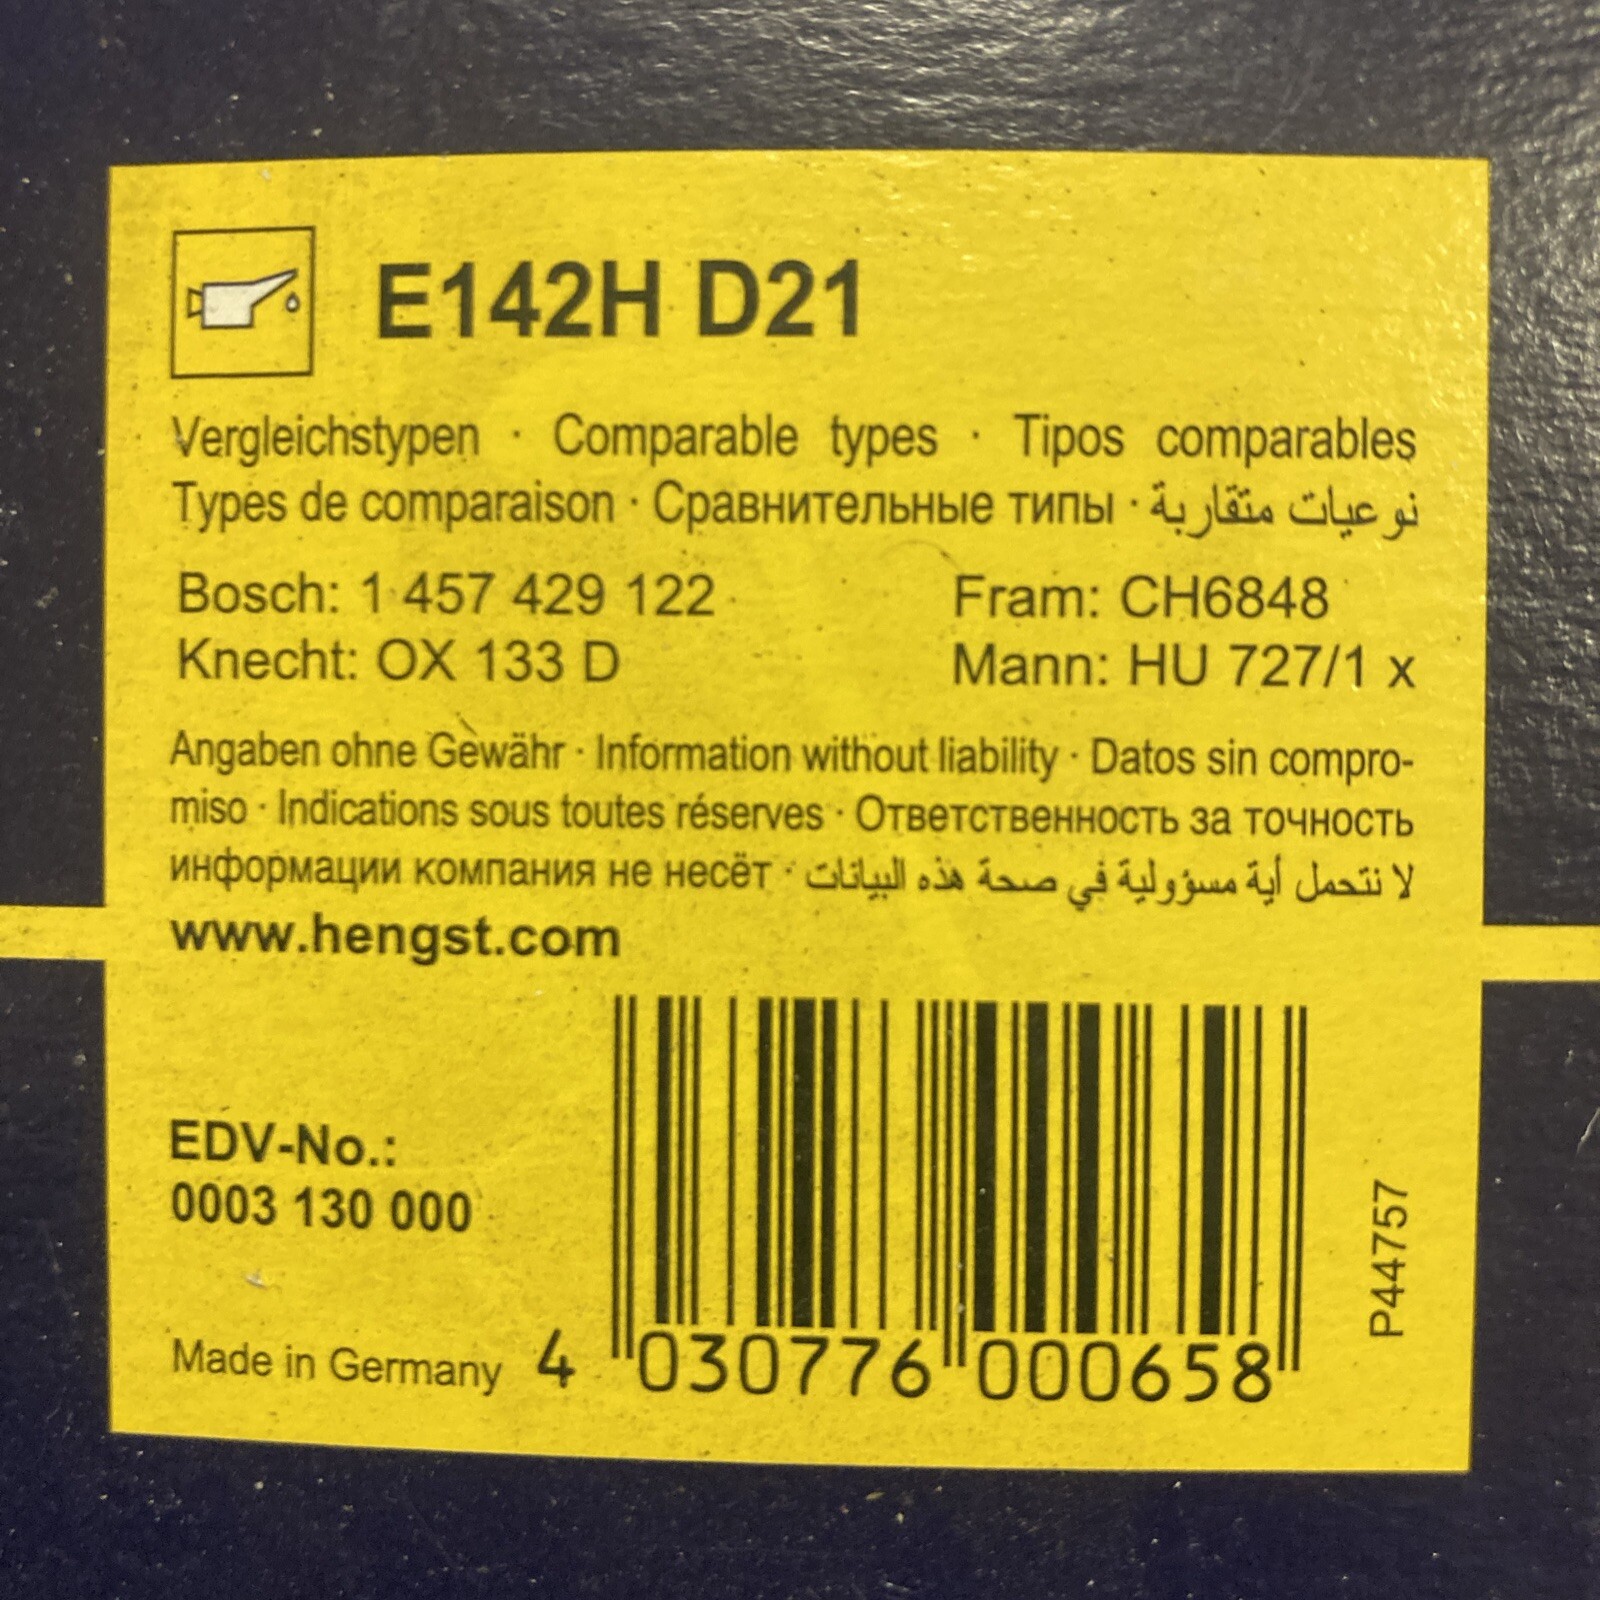 E142H D21
Vergleichstypen · Comparable types · Tipos comparables
Types de comparaison · Сравнительные типы · نوعيات متقاربة
Bosch: 1 457 429 122 Fram: CH6848
Knecht: OX 133 D Mann: HU 727/1 x
Angaben ohne Gewähr · Information without liability · Datos sin compro-
miso · Indications sous toutes réserves · Ответственность за точность
информации компания не несёт · لا نتحمل أية مسؤولية في صحة هذه البيانات
www.hengst.com
EDV-No.:
0003 130 000
Made in Germany
4 030776 000658
P44757